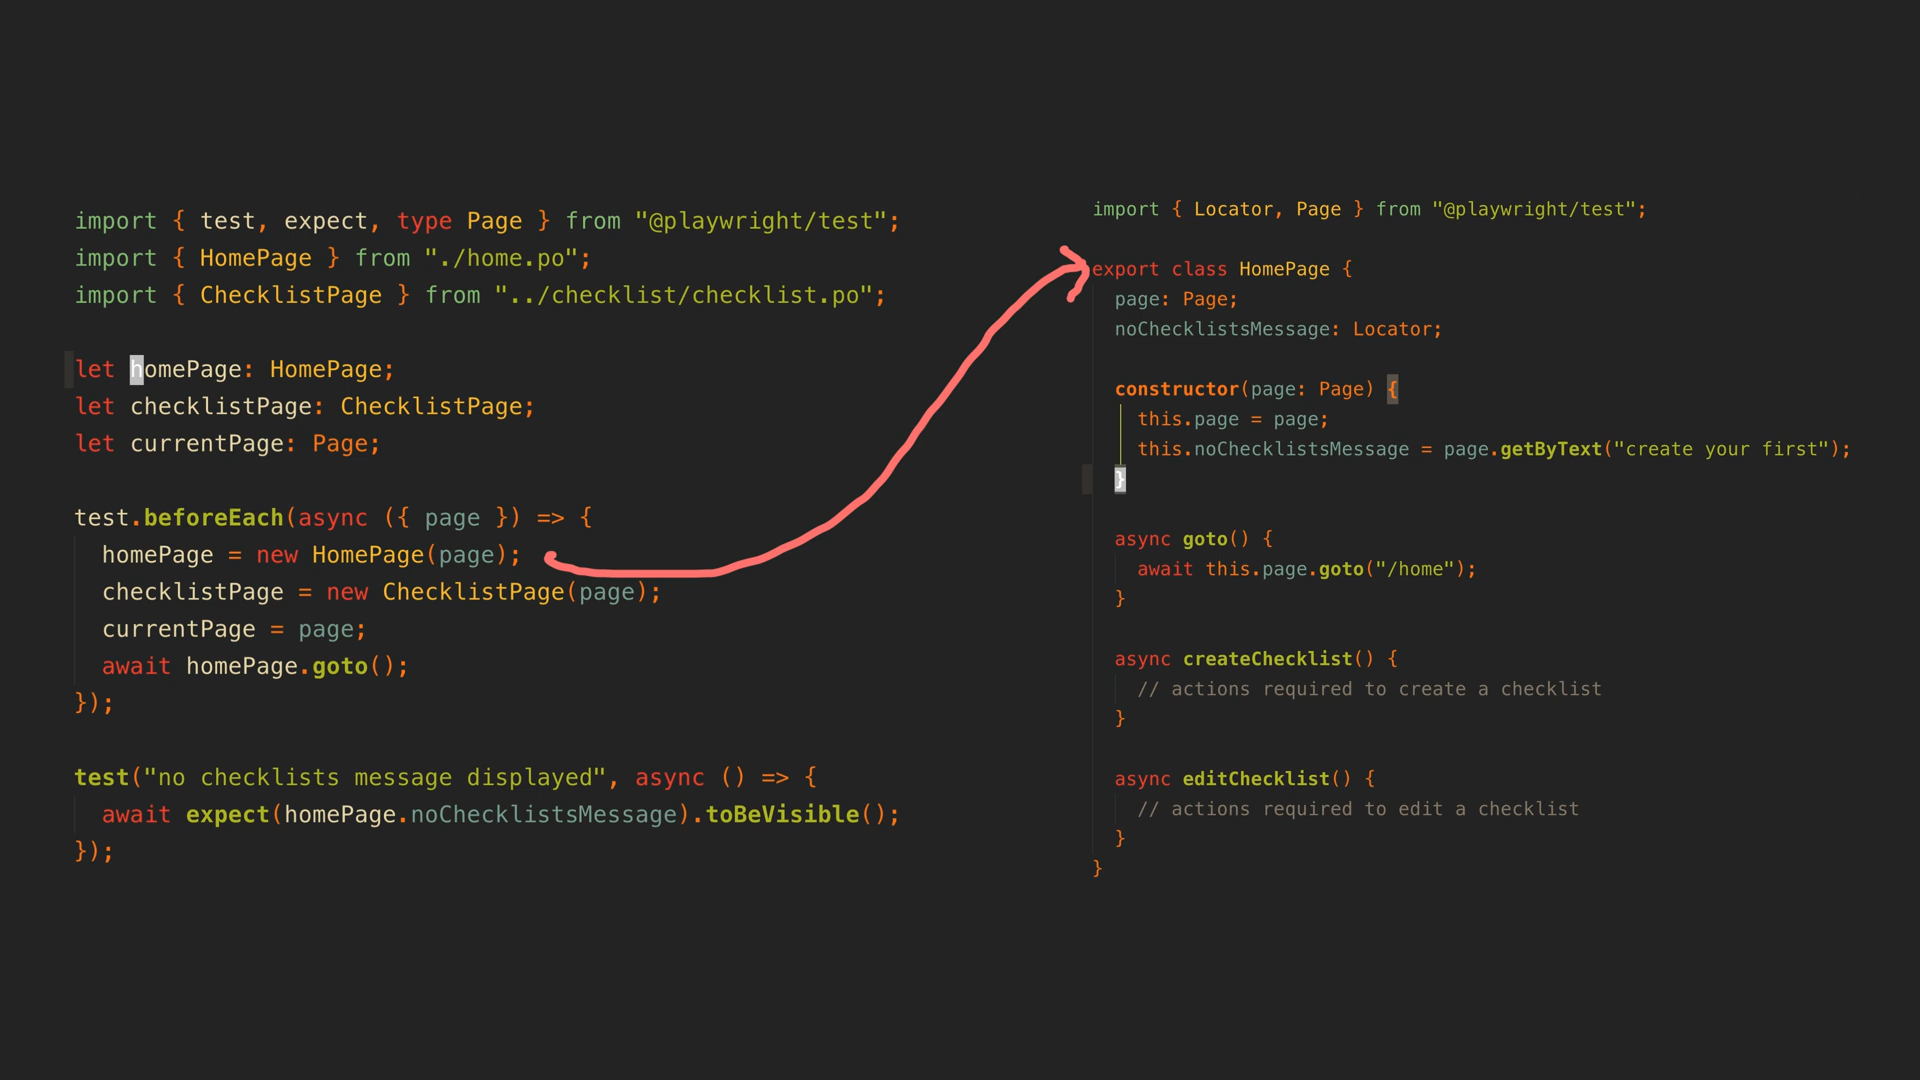 import { test, expect, type Page } from "@playwright/test";
import { HomePage } from "./home.po";
import { ChecklistPage } from "../checklist/checklist.po";
let homePage: HomePage;
let checklistPage: ChecklistPage;
let currentPage: Page;
test.beforeEach(async ({ page }) => {
homePage = new HomePage(page);
checklistPage = new ChecklistPage(page);
currentPage = page;
await homePage.goto();
});
test("no checklists message displayed", async () => {
await expect(homePage.noChecklistsMessage).toBeVisible();
});
import { Locator, Page } from "@playwright/test";
export class HomePage {
page: Page;
noChecklistsMessage: Locator;
constructor(page: Page) {
this.page = page;
this.noChecklistsMessage = page.getByText("create your first");
}
async goto() {
await this.page.goto("/home");
}
async createChecklist() {
// actions required to create a checklist
}
async editChecklist() {
// actions required to edit a checklist
}
}